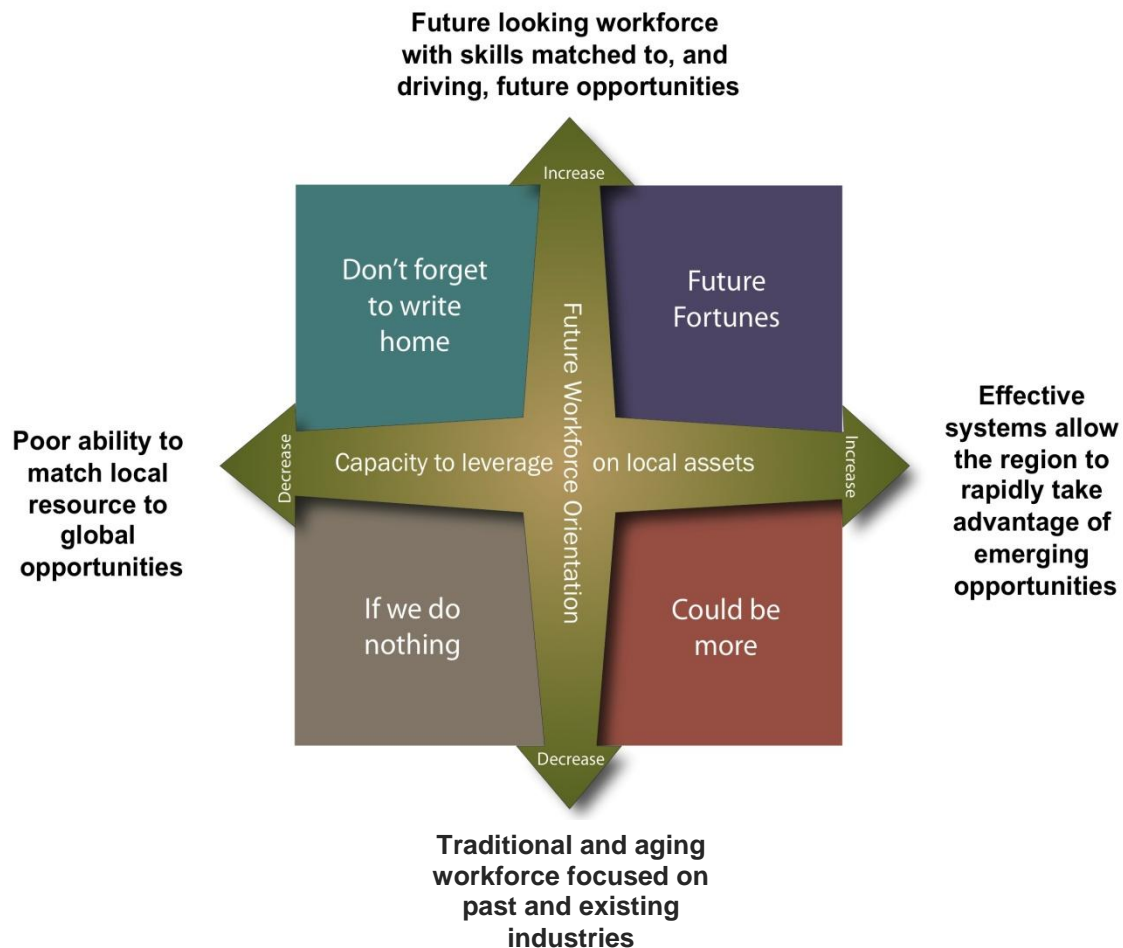 Future looking workforce
with skills matched to, and
driving, future opportunities
Increase
Don't forget
to write
home
Future
Fortunes
Future Workforce Orientation
Poor ability to
match local
resource to
global
opportunities
Decrease
Capacity to leverage on local assets
Increase
Effective
systems allow
the region to
rapidly take
advantage of
emerging
opportunities
If we do
nothing
Could be
more
Decrease
Traditional and aging
workforce focused on
past and existing
industries